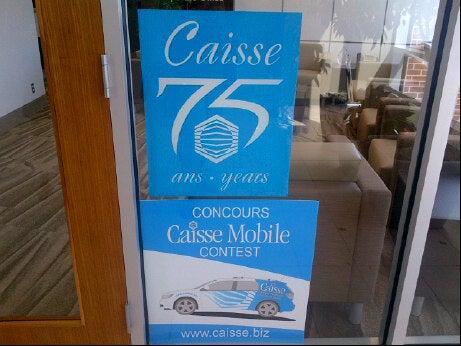 Caisse
75
ans · years
CONCOURS
Caisse Mobile
CONTEST
Caisse
www.caisse.biz